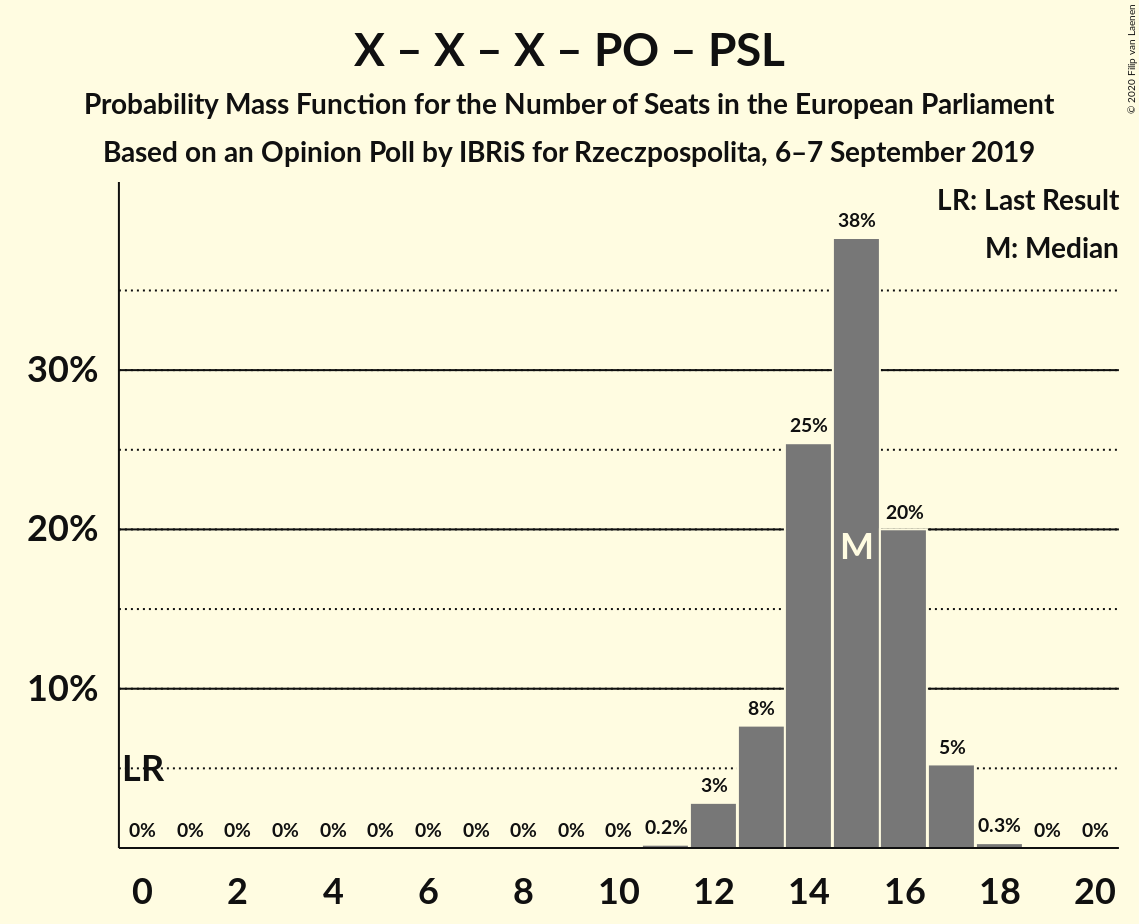 X – X – X – PO – PSL
Probability Mass Function for the Number of Seats in the European Parliament
Based on an Opinion Poll by IBRiS for Rzeczpospolita, 6–7 September 2019
© 2020 Filip van Laenen
LR: Last Result
M: Median
38%
30%
25%
20%
20%
M
10%
8%
5%
LR
3%
0% 0% 0% 0% 0% 0% 0% 0% 0% 0% 0% 0.2% 0.3% 0% 0%
0 2 4 6 8 10 12 14 16 18 20